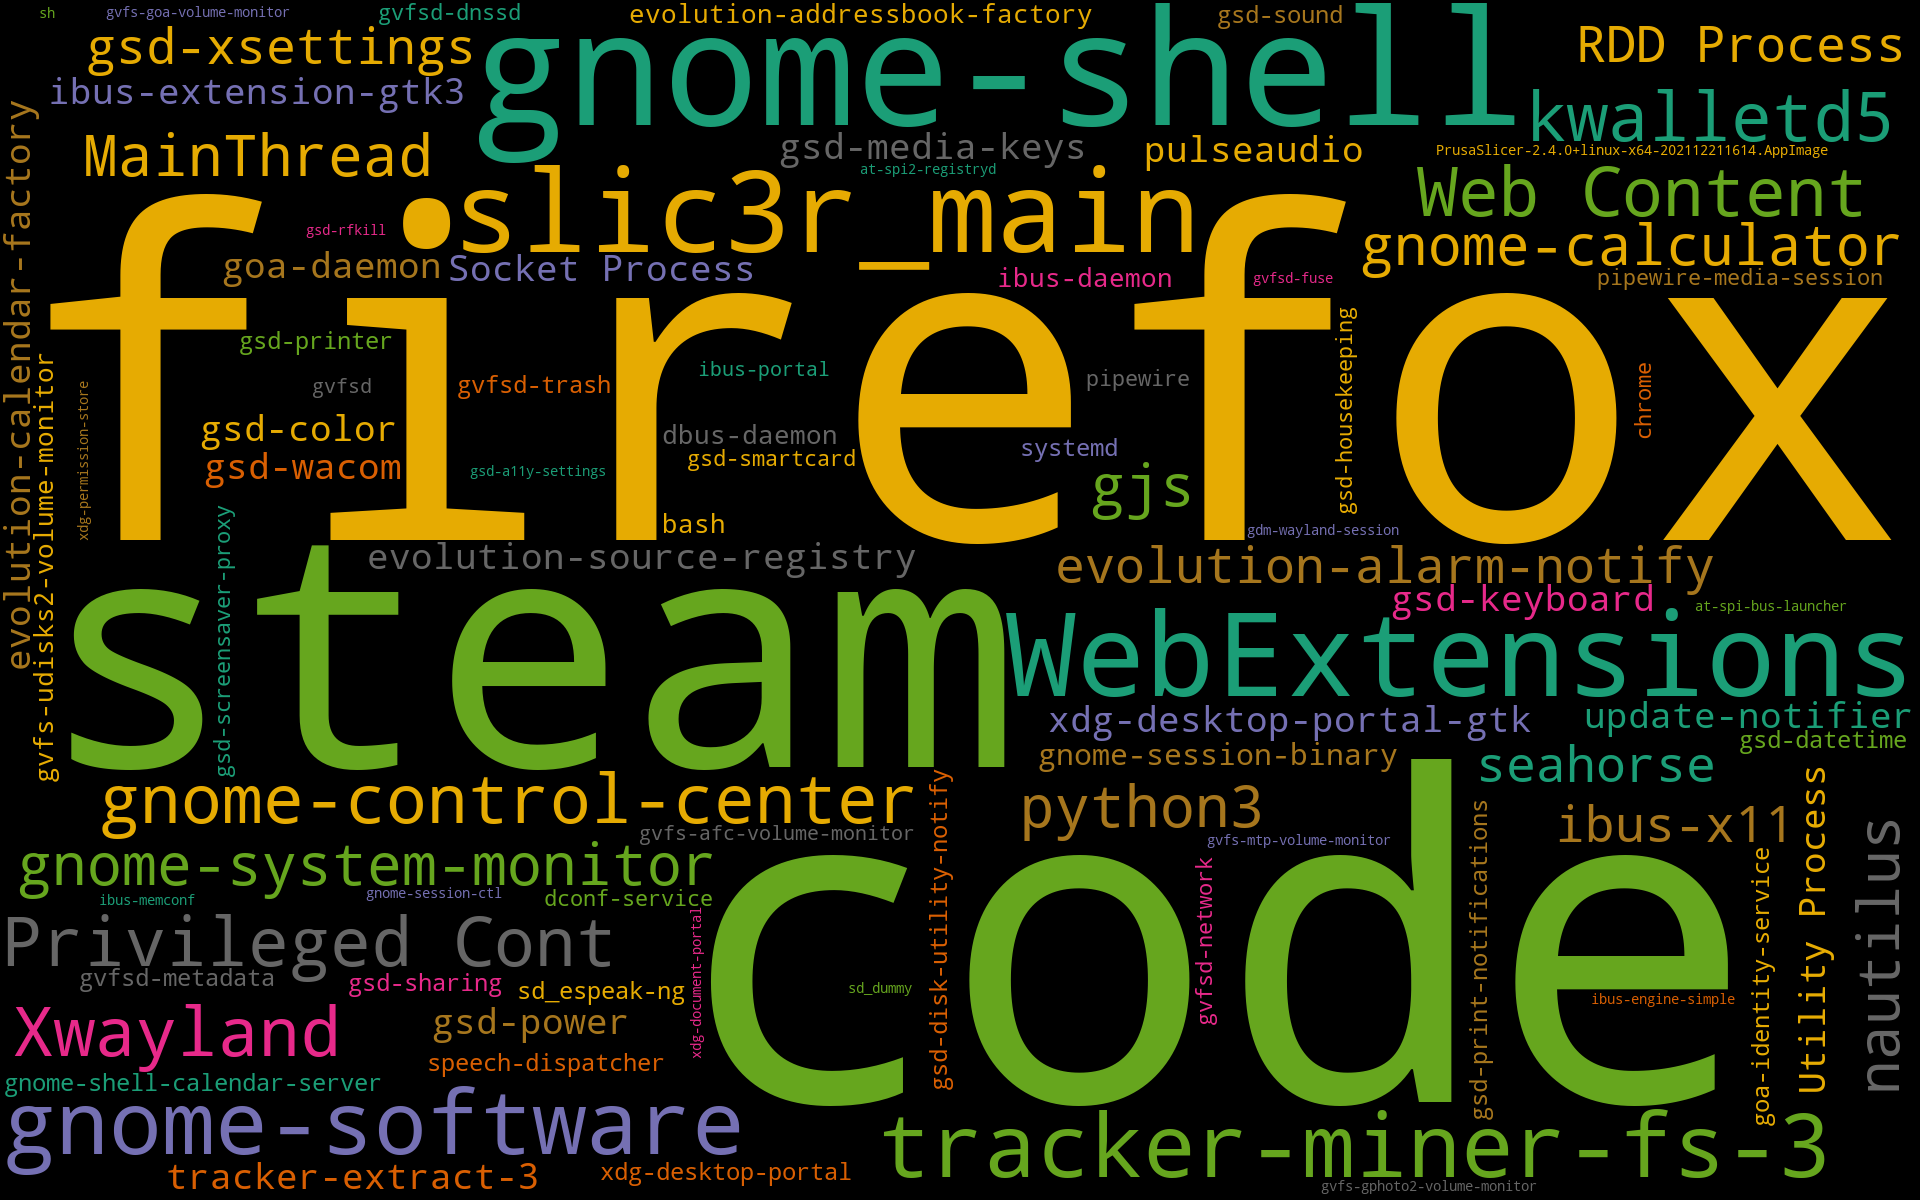 sh
gvfs-goa-volume-monitor
gvfsd-dnssd
evolution-addressbook-factory
gsd-sound
gsd-xsettings
gnome-shell
RDD Process
ibus-extension-gtk3
kwalletd5
MainThread
gsd-media-keys
pulseaudio
PrusaSlicer-2.4.0+linux-x64-202112211614.AppImage
at-spi2-registryd
Web Content
slic3r_main
gsd-rfkill
gnome-calculator
goa-daemon
Socket Process
ibus-daemon
gvfsd-fuse
pipewire-media-session
evolution-calendar-factory
firefox
gsd-printer
gvfsd
gvfsd-trash
ibus-portal
pipewire
gsd-housekeeping
chrome
gvfs-udisks2-volume-monitor
xdg-permission-store
gsd-color
dbus-daemon
systemd
gsd-wacom
gsd-a11y-settings
gsd-smartcard
gjs
bash
gdm-wayland-session
evolution-source-registry
evolution-alarm-notify
gsd-screensaver-proxy
steam
gsd-keyboard
at-spi-bus-launcher
WebExtensions
xdg-desktop-portal-gtk
update-notifier
gnome-session-binary
gsd-datetime
seahorse
gnome-control-center
gsd-disk-utility-notify
python3
ibus-x11
Utility Process
nautilus
gvfs-afc-volume-monitor
gvfs-mtp-volume-monitor
gnome-system-monitor
code
gsd-print-notifications
goa-identity-service
gvfsd-network
ibus-memconf
gnome-session-ctl
dconf-service
Privileged Cont
xdg-document-portal
gvfsd-metadata
gsd-sharing
sd_espeak-ng
sd_dummy
ibus-engine-simple
Xwayland
gsd-power
speech-dispatcher
gnome-shell-calendar-server
gnome-software
tracker-miner-fs-3
tracker-extract-3
xdg-desktop-portal
gvfs-gphoto2-volume-monitor